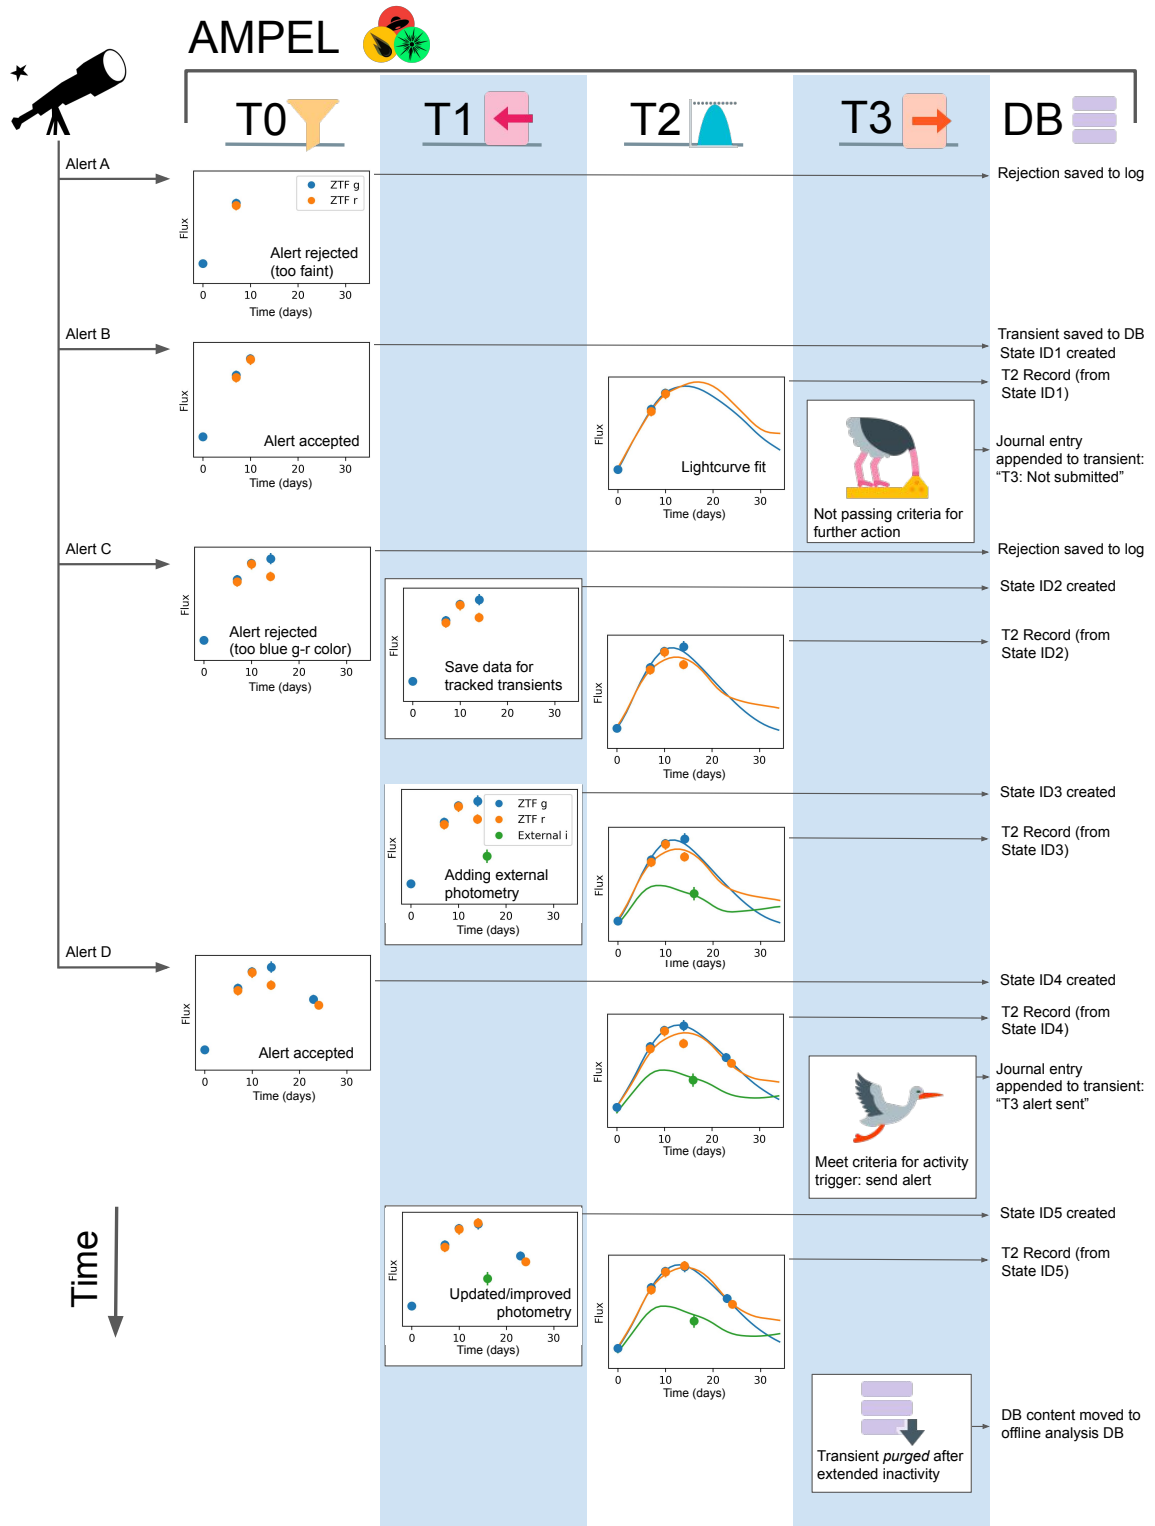 AMPEL
T0
T1
T2
T3
DB
Alert A
Flux
ZTF g
ZTF r
Alert rejected
(too faint)
0 10 20 30
Time (days)
Rejection saved to log
Alert B
Flux
Alert accepted
0 10 20 30
Time (days)
Transient saved to DB
State ID1 created
Flux
Lightcurve fit
0 10 20 30
Time (days)
T2 Record (from
State ID1)
Not passing criteria for
further action
Journal entry
appended to transient:
“T3: Not submitted”
Alert C
Flux
Alert rejected
(too blue g-r color)
0 10 20 30
Time (days)
Rejection saved to log
Flux
Save data for
tracked transients
0 10 20 30
Time (days)
State ID2 created
Flux
0 10 20 30
Time (days)
T2 Record (from
State ID2)
Flux
ZTF g
ZTF r
External i
Adding external
photometry
0 10 20 30
Time (days)
State ID3 created
Flux
0 10 20 30
Time (days)
T2 Record (from
State ID3)
Alert D
Flux
Alert accepted
0 10 20 30
Time (days)
State ID4 created
Flux
0 10 20 30
Time (days)
T2 Record (from
State ID4)
Meet criteria for activity
trigger: send alert
Journal entry
appended to transient:
“T3 alert sent”
Time
Flux
Updated/improved
photometry
0 10 20 30
Time (days)
State ID5 created
Flux
0 10 20 30
Time (days)
T2 Record (from
State ID5)
Transient purged after
extended inactivity
DB content moved to
offline analysis DB